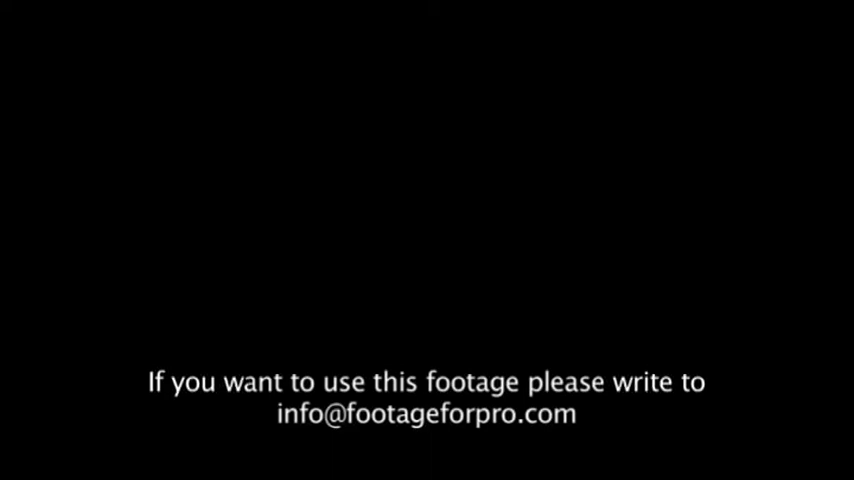 If you want to use this footage please write to
info@footageforpro.com